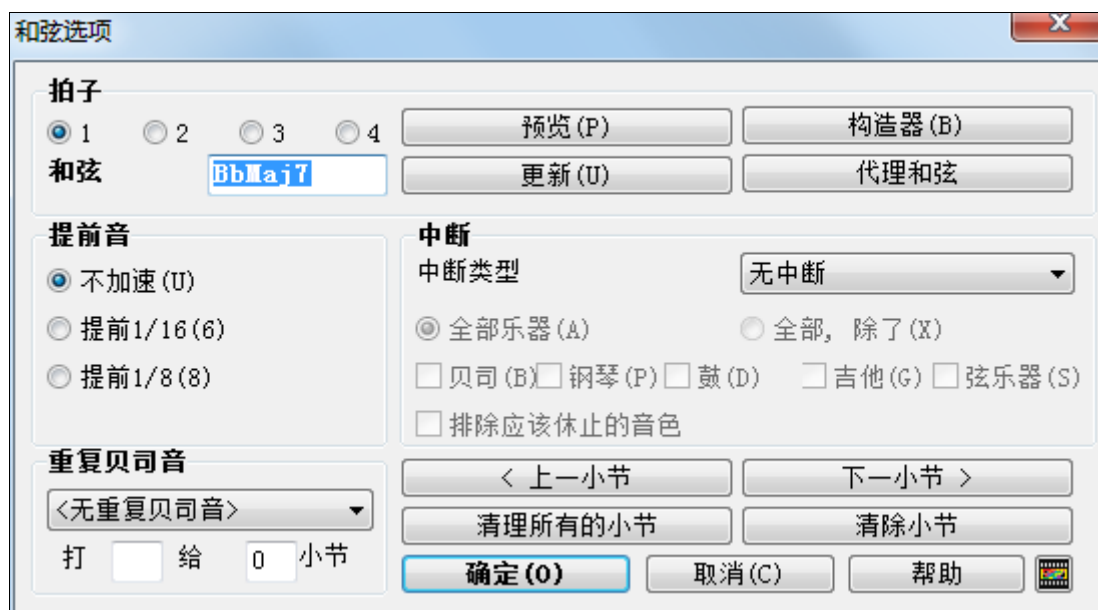 和弦选项
拍子
1 2 3 4 预览(P) 构造器(B)
和弦 BbMaj7 更新(U) 代理和弦
提前音
不加速(U)
提前1/16(6)
提前1/8(8)
中断
中断类型 无中断
全部乐器(A) 全部, 除了(X)
贝司(B) 钢琴(P) 鼓(D) 吉他(G) 弦乐器(S)
排除应该休止的音色
重复贝司音
<无重复贝司音>
打 给 0 小节
< 上一小节 下一小节 >
清理所有的小节 清除小节
确定(O) 取消(C) 帮助